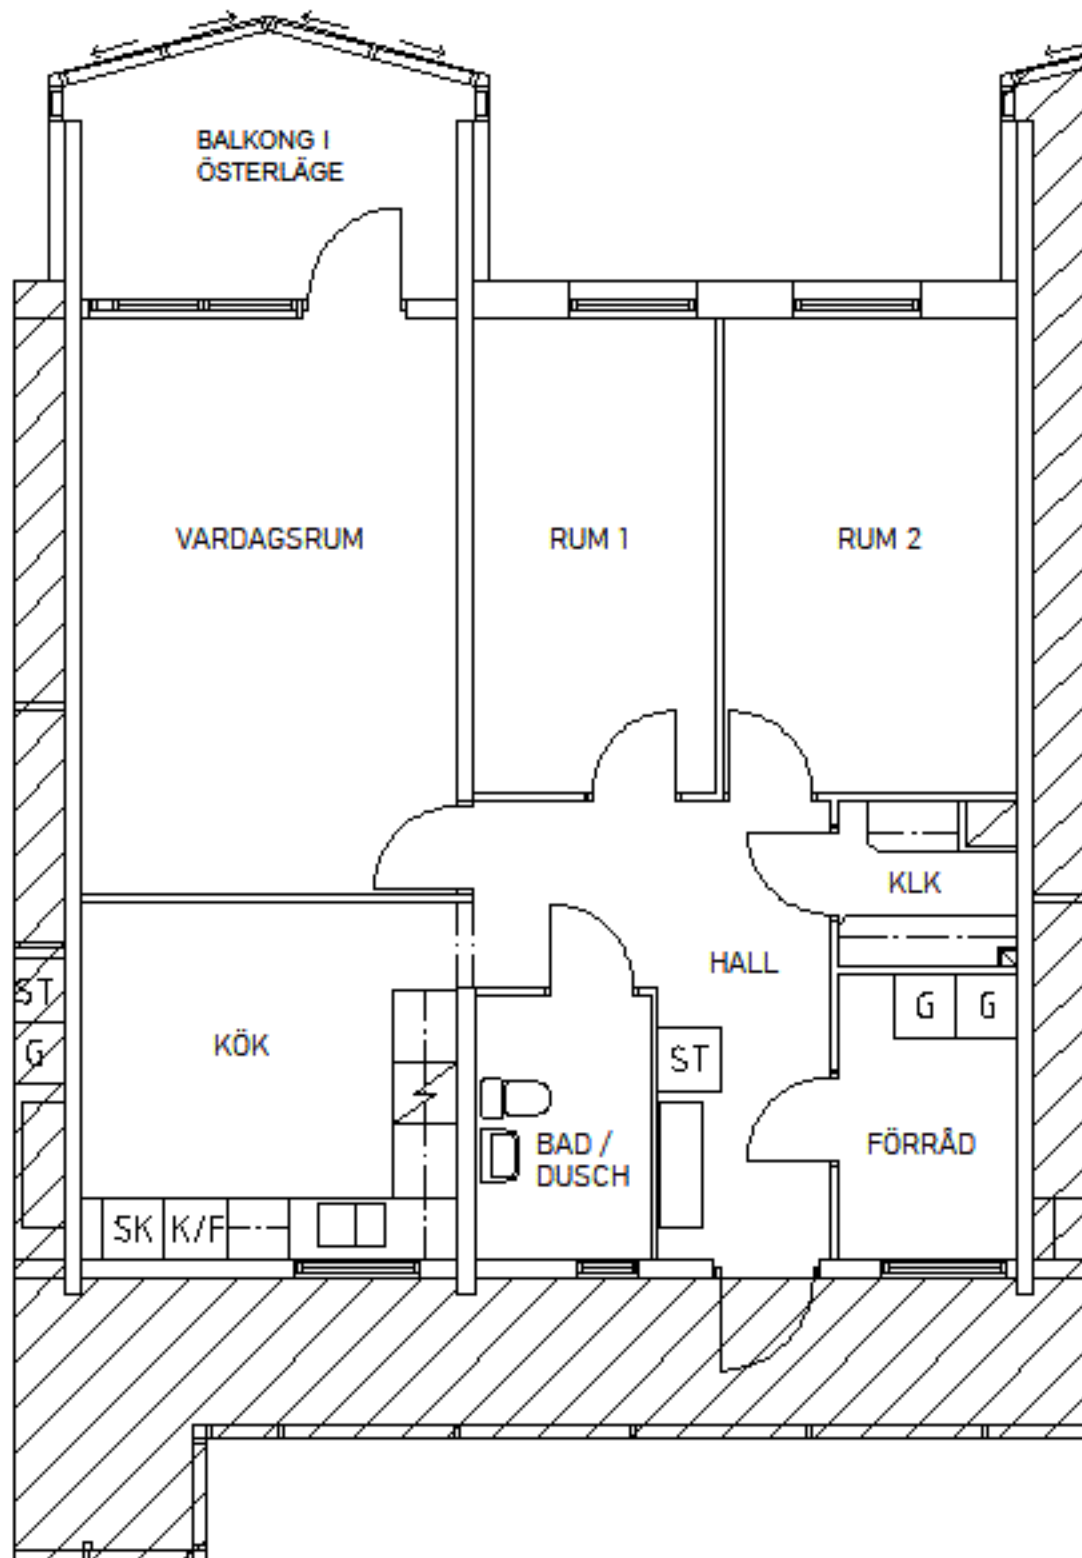 BALKONG I
ÖSTERLÄGE
VARDAGSRUM
RUM 1
RUM 2
KLK
HALL
ST
G
G
G
KÖK
ST
BAD /
DUSCH
FÖRRÅD
SK
K/F